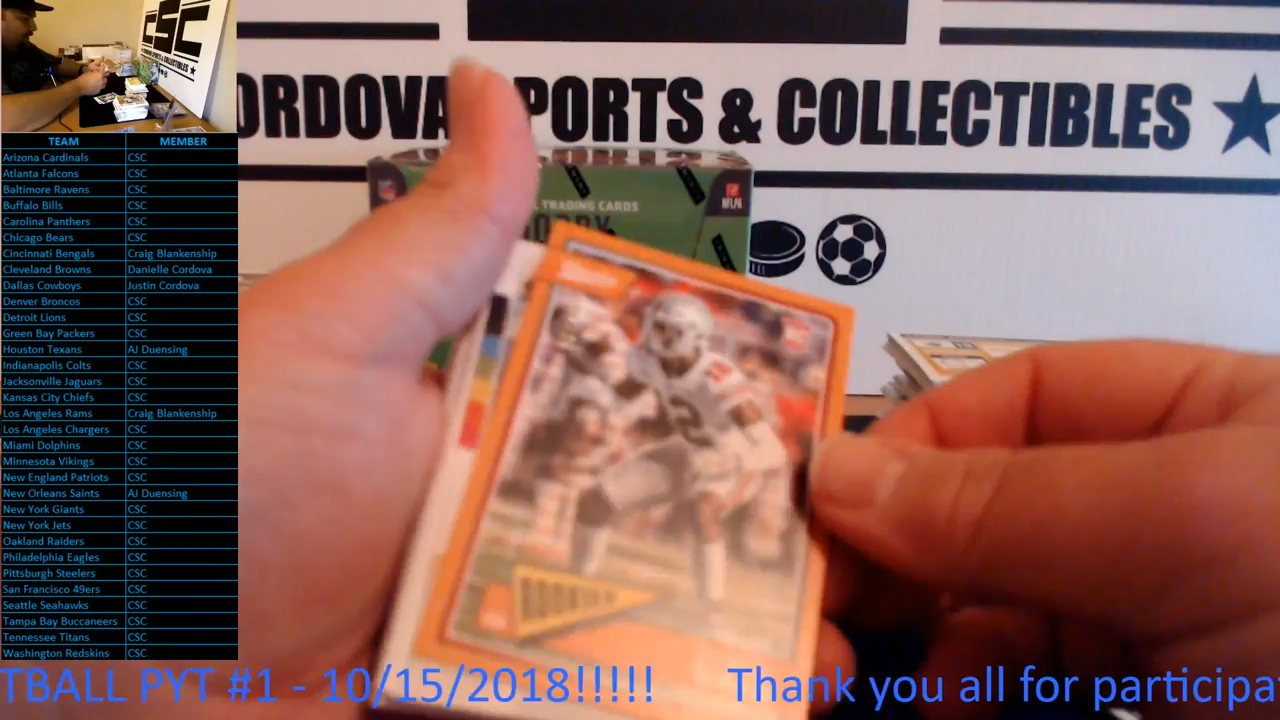 CSC
ORDOVA PORTS & COLLECTIBLES
TRADING CARDS
NFLPA
TEAM MEMBER
Arizona Cardinals CSC
Atlanta Falcons CSC
Baltimore Ravens CSC
Buffalo Bills CSC
Carolina Panthers CSC
Chicago Bears CSC
Cincinnati Bengals Craig Blankenship
Cleveland Browns Danielle Cordova
Dallas Cowboys Justin Cordova
Denver Broncos CSC
Detroit Lions CSC
Green Bay Packers CSC
Houston Texans AJ Duensing
Indianapolis Colts CSC
Jacksonville Jaguars CSC
Kansas City Chiefs CSC
Los Angeles Rams Craig Blankenship
Los Angeles Chargers CSC
Miami Dolphins CSC
Minnesota Vikings CSC
New England Patriots CSC
New Orleans Saints AJ Duensing
New York Giants CSC
New York Jets CSC
Oakland Raiders CSC
Philadelphia Eagles CSC
Pittsburgh Steelers CSC
San Francisco 49ers CSC
Seattle Seahawks CSC
Tampa Bay Buccaneers CSC
Tennessee Titans CSC
Washington Redskins CSC
TBALL PYT #1 - 10/15/2018!!!!! Thank you all for participa